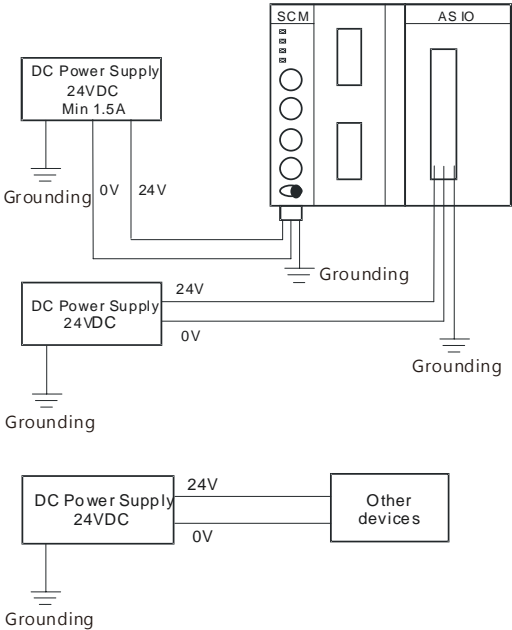 SCM
AS IO
DC Power Supply
24VDC
Min 1.5A
Grounding
0V
24V
Grounding
24V
DC Power Supply
24VDC
0V
Grounding
Grounding
24V
DC Power Supply
24VDC
0V
Other
devices
Grounding